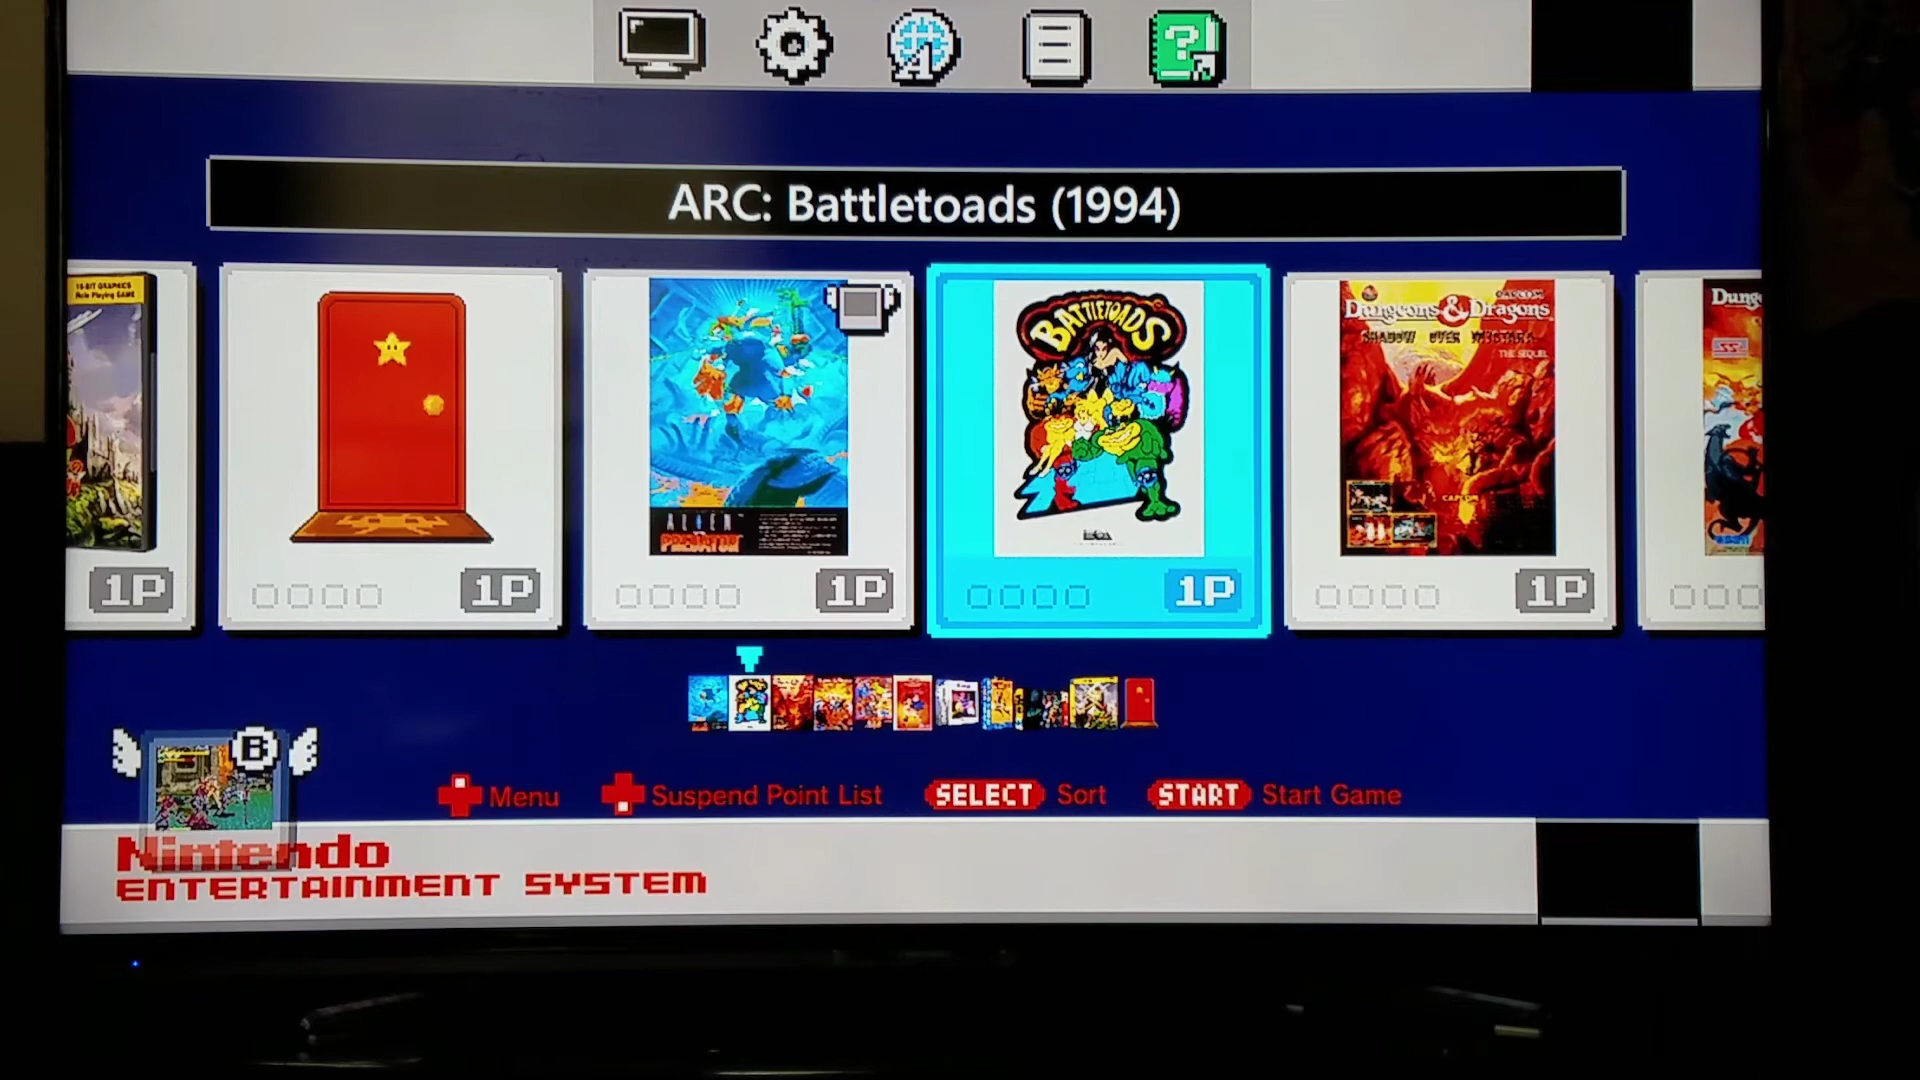 ARC: Battletoads (1994)
16-BIT GRAPHICS
Role Playing GAME
1P
1P
ALIEN
PREDATOR
1P
BATTLETOADS
EA
1P
CAPCOM
Dungeons & Dragons
SHADOW OVER MYSTARA
THE SEQUEL
CAPCOM
1P
B
Menu
Suspend Point List
SELECT Sort
START Start Game
Nintendo
ENTERTAINMENT SYSTEM